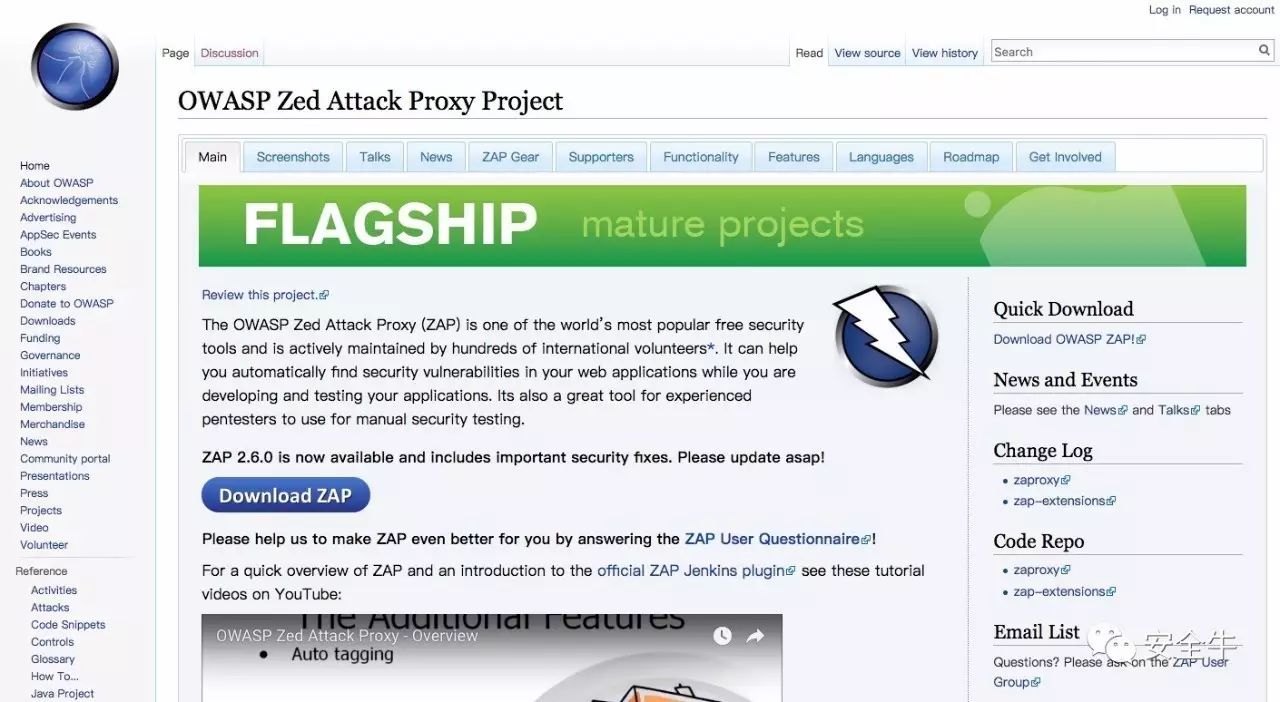 Log in Request account
Page Discussion Read View source View history Search
OWASP Zed Attack Proxy Project
Main Screenshots Talks News ZAP Gear Supporters Functionality Features Languages Roadmap Get Involved
FLAGSHIP mature projects
Home
About OWASP
Acknowledgements
Advertising
AppSec Events
Books
Brand Resources
Chapters
Donate to OWASP
Downloads
Funding
Governance
Initiatives
Mailing Lists
Membership
Merchandise
News
Community portal
Presentations
Press
Projects
Video
Volunteer
Reference
Activities
Attacks
Code Snippets
Controls
Glossary
How To...
Java Project
Review this project.
The OWASP Zed Attack Proxy (ZAP) is one of the world's most popular free security
tools and is actively maintained by hundreds of international volunteers*. It can help
you automatically find security vulnerabilities in your web applications while you are
developing and testing your applications. Its also a great tool for experienced
pentesters to use for manual security testing.
ZAP 2.6.0 is now available and includes important security fixes. Please update asap!
Download ZAP
Please help us to make ZAP even better for you by answering the ZAP User Questionnaire!
For a quick overview of ZAP and an introduction to the official ZAP Jenkins plugin see these tutorial
videos on YouTube:
The Additional Features
OWASP Zed Attack Proxy - Overview
• Auto tagging
Quick Download
Download OWASP ZAP!
News and Events
Please see the News and Talks tabs
Change Log
• zaproxy
• zap-extensions
Code Repo
• zaproxy
• zap-extensions
Email List
Questions? Please ask on the ZAP User
Group
安全牛